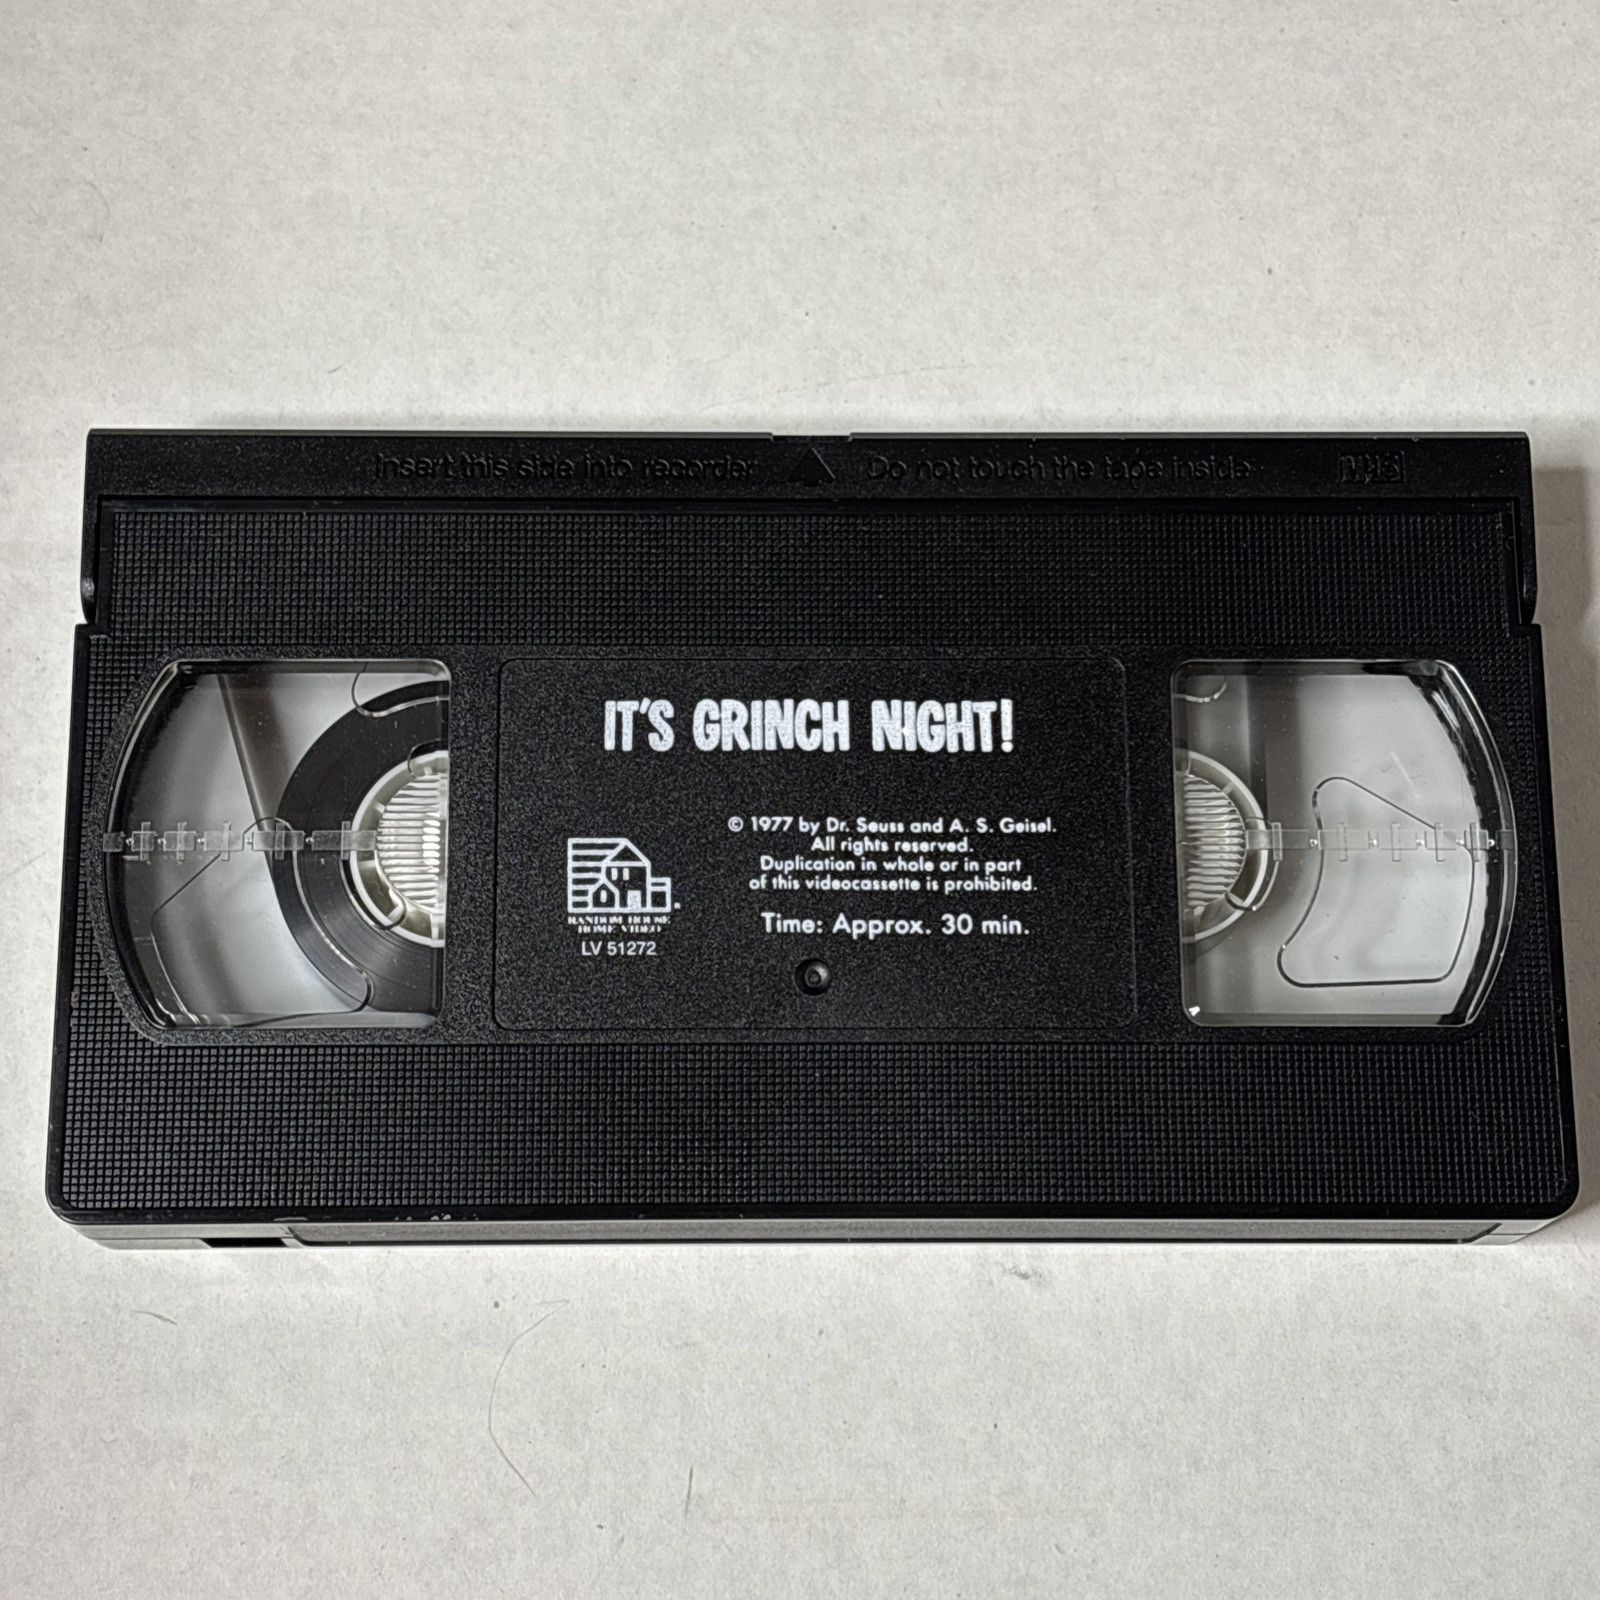 Insert this side into recorder Do not touch the tape inside
VHS
IT'S GRINCH NIGHT!
© 1977 by Dr. Seuss and A. S. Geisel.
All rights reserved.
Duplication in whole or in part
of this videocassette is prohibited.
Time: Approx. 30 min.
RANDOM HOUSE
HOME VIDEO
LV 51272